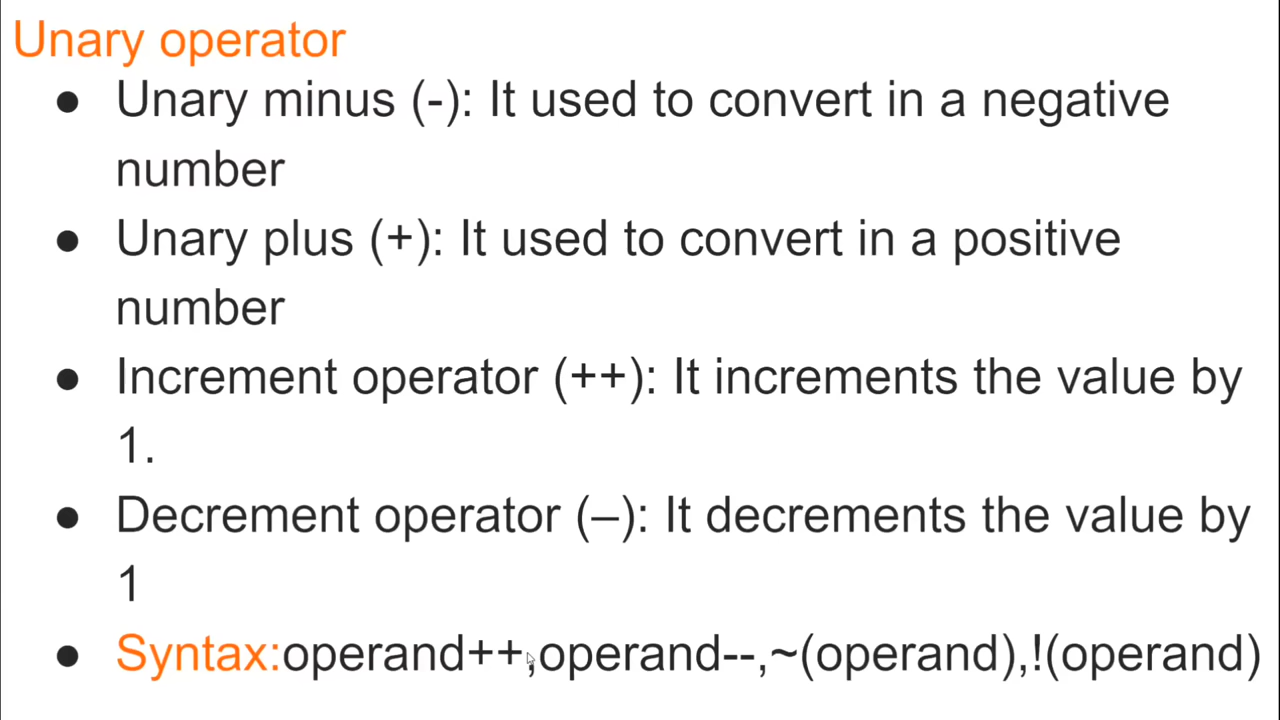 Unary operator
● Unary minus (-): It used to convert in a negative
number
● Unary plus (+): It used to convert in a positive
number
● Increment operator (++): It increments the value by
1.
● Decrement operator (–): It decrements the value by
1
● Syntax:operand++,operand--,~(operand),!(operand)